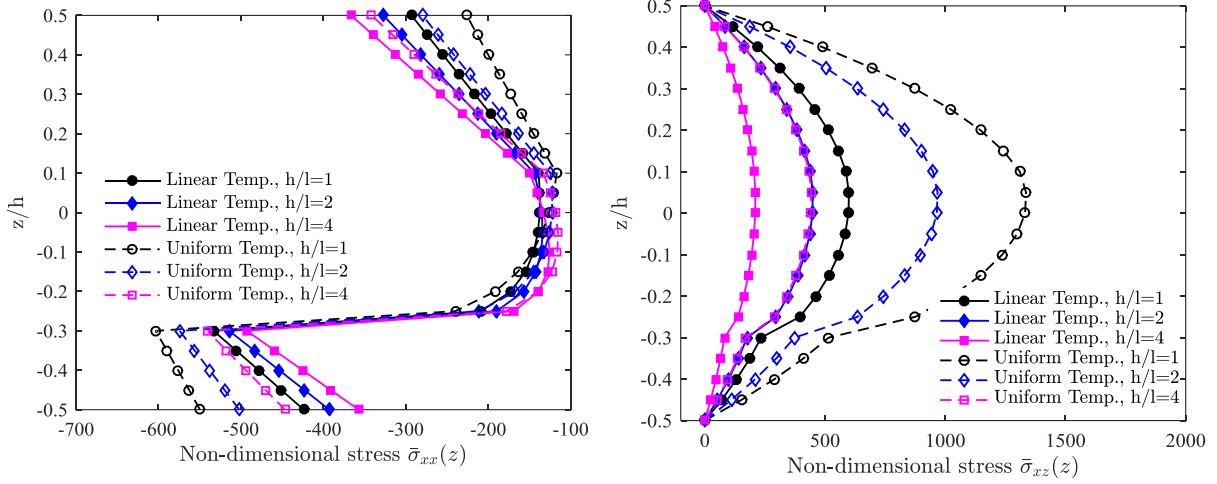 0.5
0.4
0.3
0.2
0.1
0
-0.1
-0.2
-0.3
-0.4
-0.5
z/h
Linear Temp., h/l=1
Linear Temp., h/l=2
Linear Temp., h/l=4
Uniform Temp., h/l=1
Uniform Temp., h/l=2
Uniform Temp., h/l=4
-700 -600 -500 -400 -300 -200 -100
Non-dimensional stress σ̄xx(z)
0.5
0.4
0.3
0.2
0.1
0
-0.1
-0.2
-0.3
-0.4
-0.5
z/h
Linear Temp., h/l=1
Linear Temp., h/l=2
Linear Temp., h/l=4
Uniform Temp., h/l=1
Uniform Temp., h/l=2
Uniform Temp., h/l=4
0 500 1000 1500 2000
Non-dimensional stress σ̄xz(z)